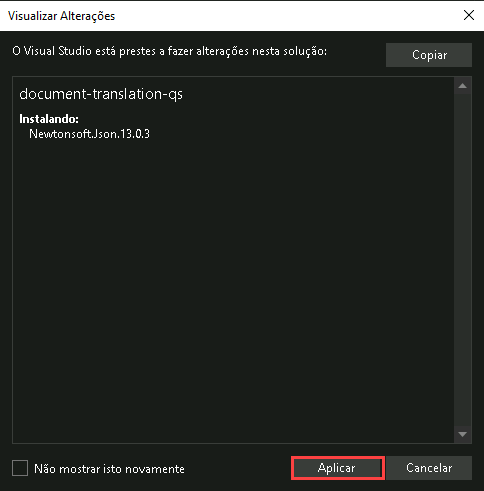 Visualizar Alterações
O Visual Studio está prestes a fazer alterações nesta solução:
Copiar
document-translation-qs
Instalando:
Newtonsoft.Json.13.0.3
Não mostrar isto novamente
Aplicar
Cancelar